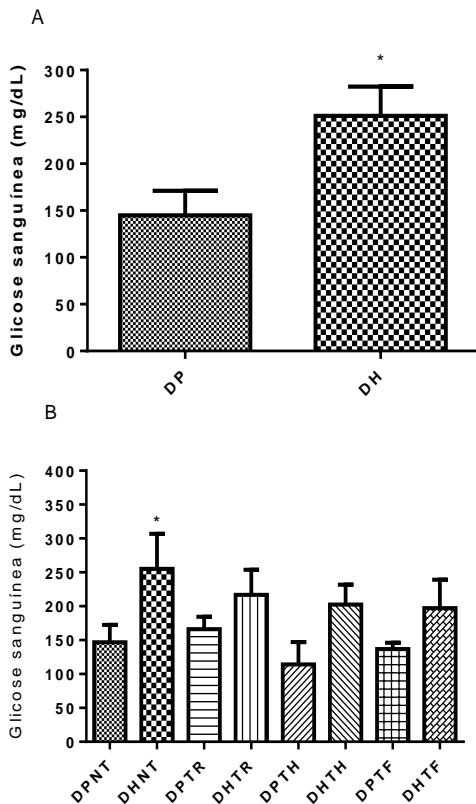 A
*
Glicose sanguínea (mg/dL)
300
250
200
150
100
50
0
DP
DH
B
*
Glicose sanguínea (mg/dL)
400
350
300
250
200
150
100
50
0
DPNT
DHNT
DPTR
DHTR
DPTH
DHTH
DPTF
DHTF